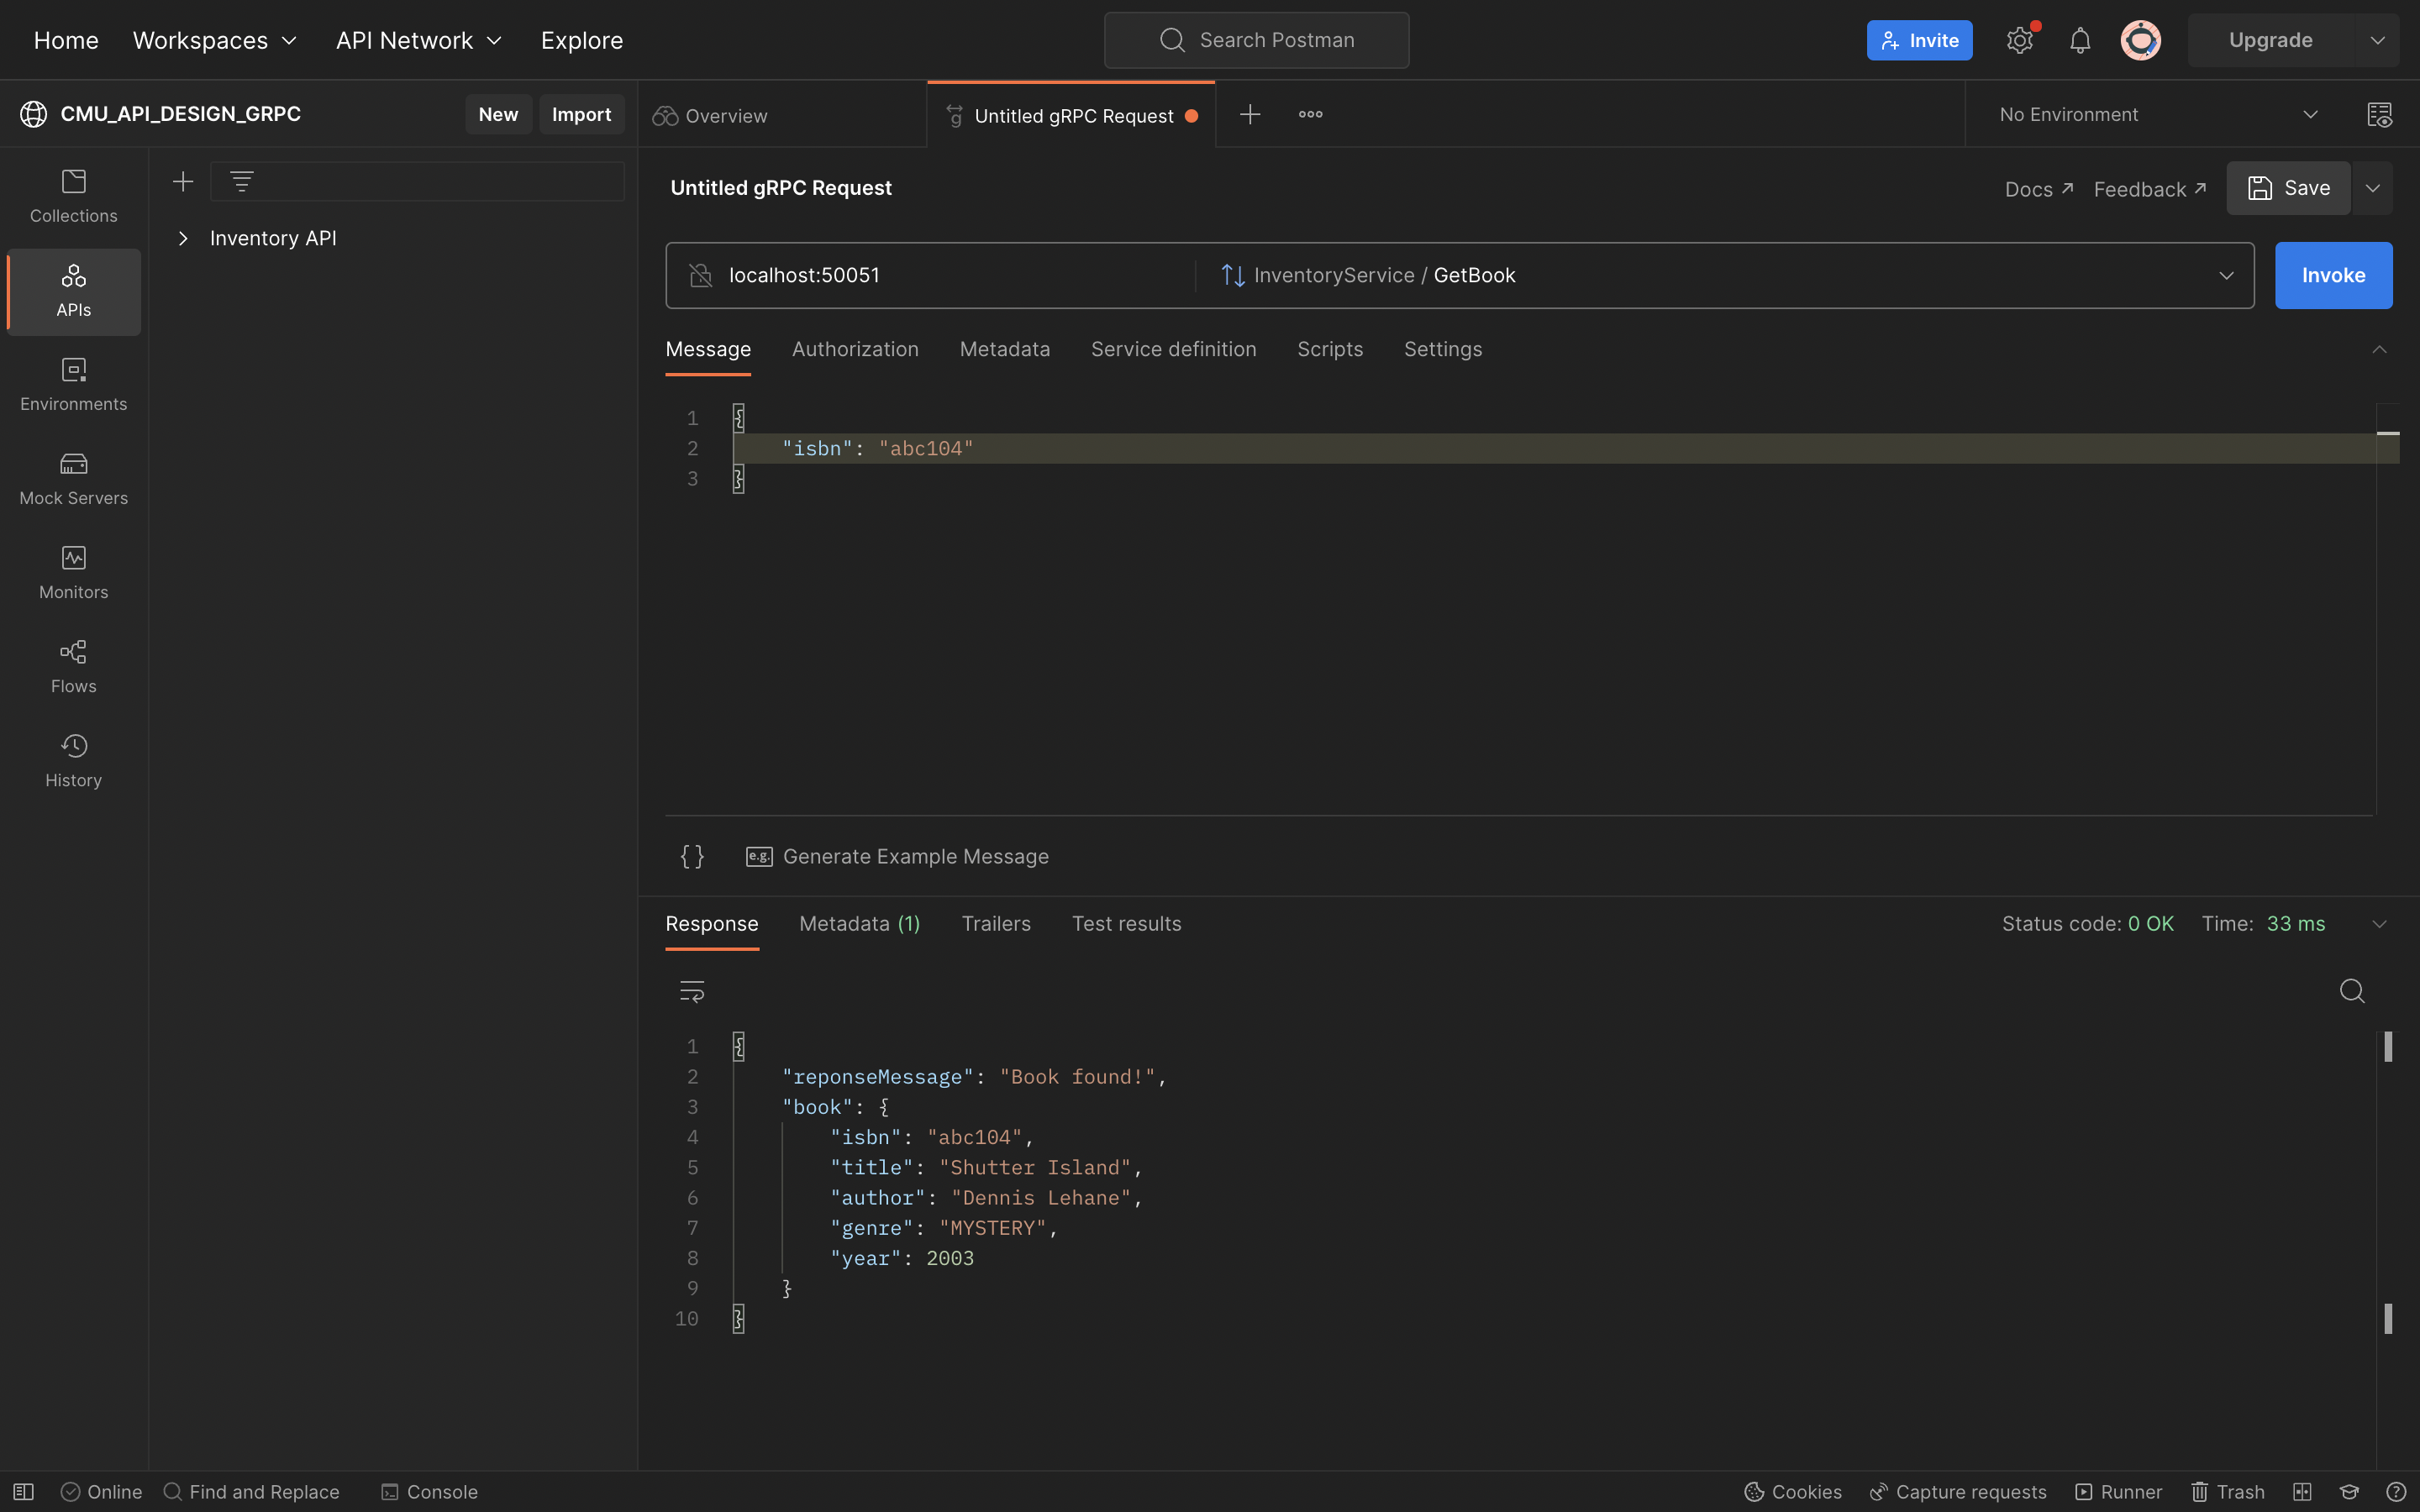 Home Workspaces API Network Explore Search Postman Invite Upgrade
CMU_API_DESIGN_GRPC New Import Overview g Untitled gRPC Request No Environment
Collections
APIs
Environments
Mock Servers
Monitors
Flows
History
Inventory API
Untitled gRPC Request Docs Feedback Save
localhost:50051 InventoryService / GetBook Invoke
Message Authorization Metadata Service definition Scripts Settings
1 {
2 "isbn": "abc104"
3 }
{} e.g. Generate Example Message
Response Metadata (1) Trailers Test results Status code: 0 OK Time: 33 ms
1 {
2 "reponseMessage": "Book found!",
3 "book": {
4 "isbn": "abc104",
5 "title": "Shutter Island",
6 "author": "Dennis Lehane",
7 "genre": "MYSTERY",
8 "year": 2003
9 }
10 }
Online Find and Replace Console Cookies Capture requests Runner Trash